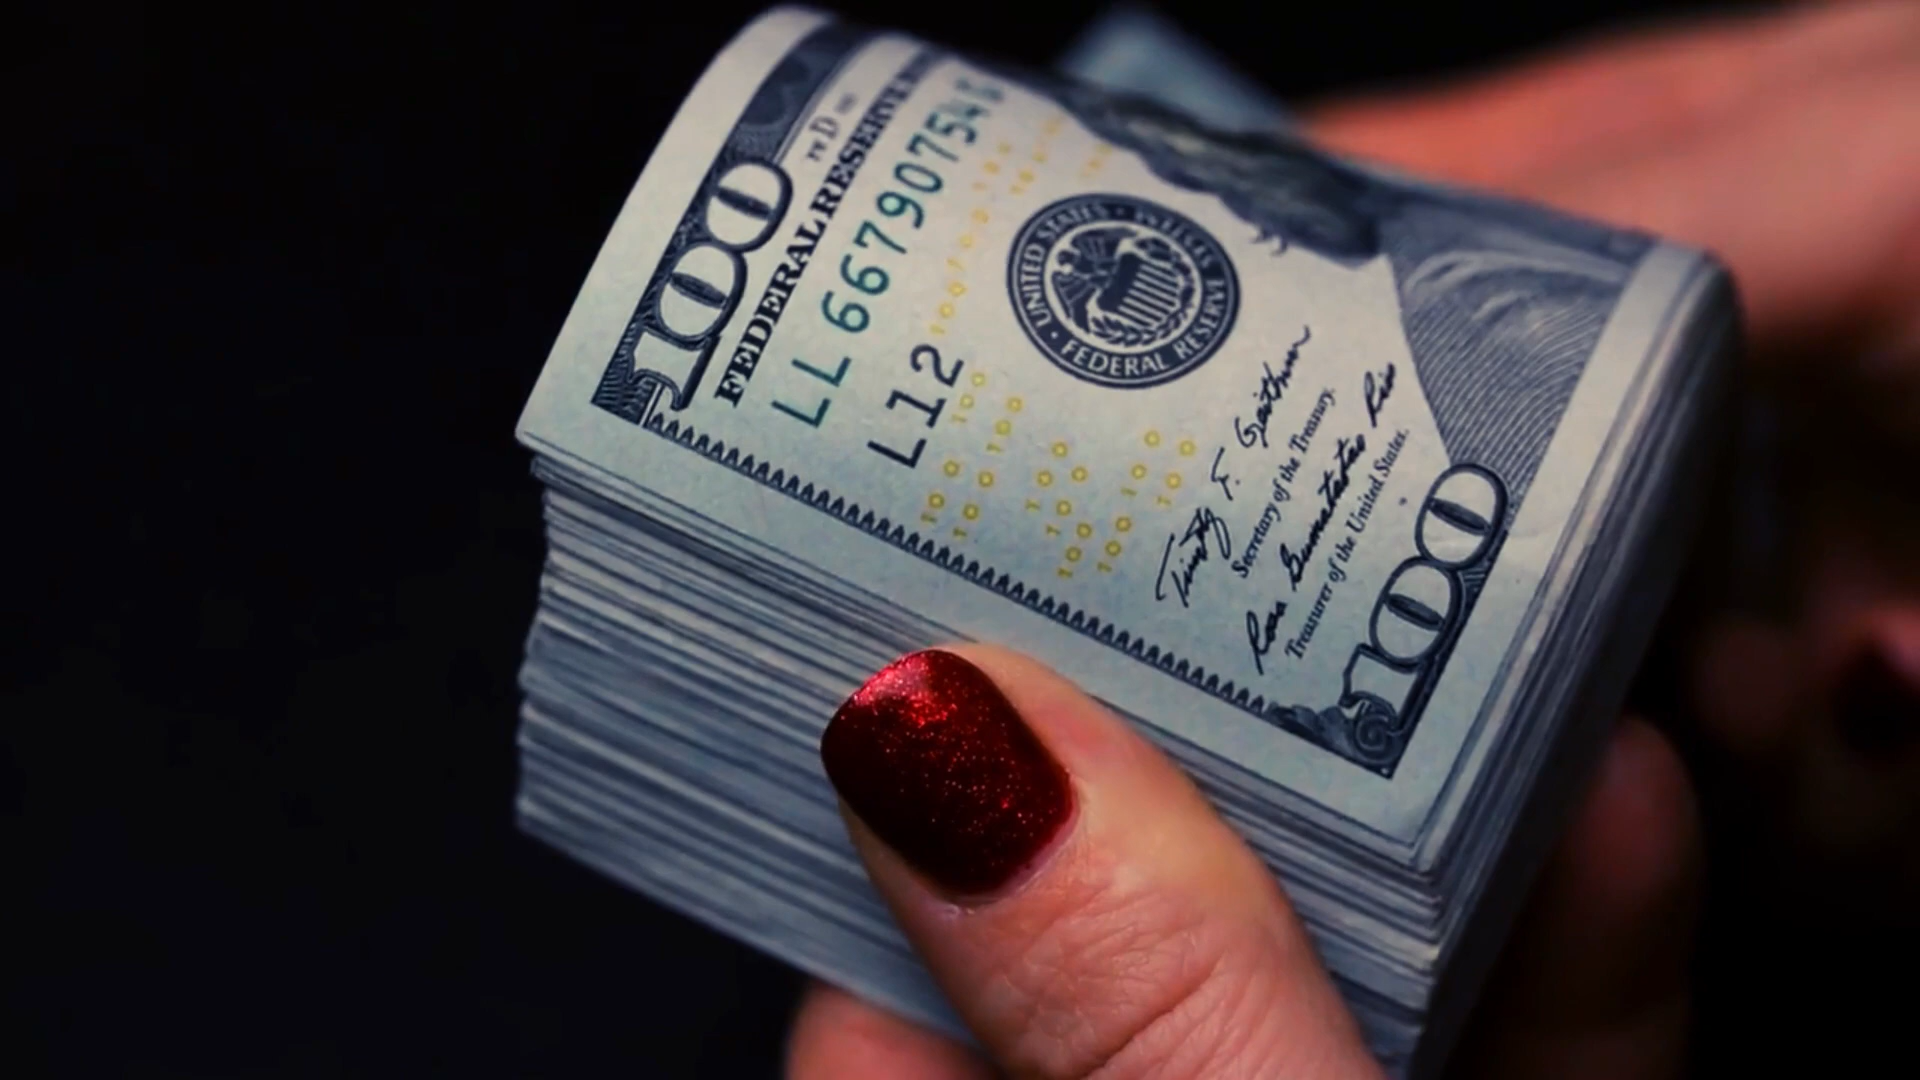 100
FEDERAL RESERVE
LL 66790754
L12
UNITED STATES FEDERAL RESERVE
Timothy F. Geithner
Secretary of the Treasury.
Rosa Gumataotao Rios
Treasurer of the United States.
100